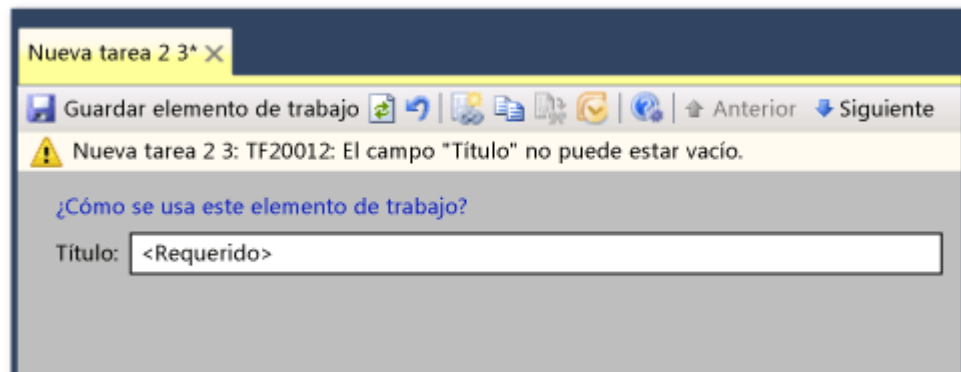 Nueva tarea 2 3*
Guardar elemento de trabajo Anterior Siguiente
Nueva tarea 2 3: TF20012: El campo "Título" no puede estar vacío.
¿Cómo se usa este elemento de trabajo?
Título: <Requerido>